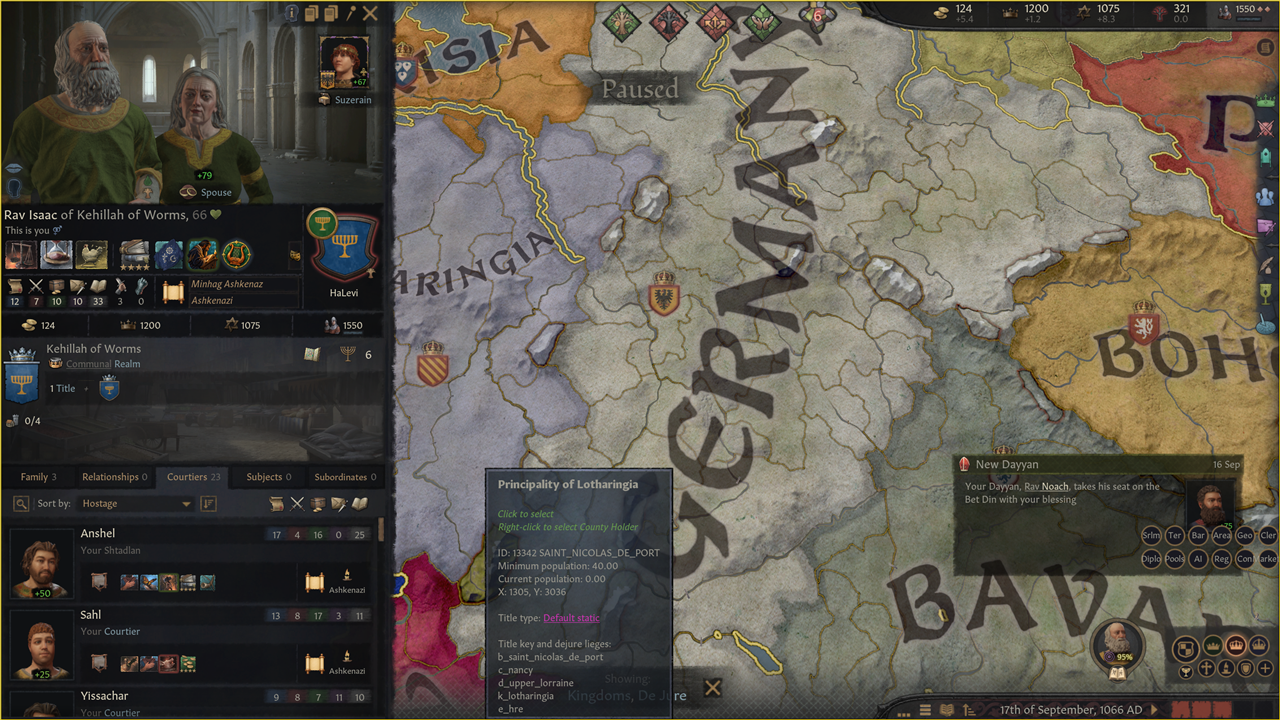 124
+5.4
1200
+1.2
1075
+8.3
321
0.0
1550
6
+67
Suzerain
+79
Spouse
Rav Isaac of Kehillah of Worms, 66
This is you
12 7 10 10 33 3 0
Minhag Ashkenaz
Ashkenazi
HaLevi
124 1200 1075 1550
Kehillah of Worms
Communal Realm
6
1 Title
0/4
Family 3 Relationships 0 Courtiers 23 Subjects 0 Subordinates 0
Sort by: Hostage
Anshel 17 4 16 0 25
Your Shtadlan
+50
Ashkenazi
Sahl 13 8 17 3 11
Your Courtier
+25
Ashkenazi
Yissachar 9 8 7 11 10
Your Courtier
Paused
ISIA
ARINGIA
GERMANY
BOHE
BAVA
P
Principality of Lotharingia
Click to select
Right-click to select County Holder
ID: 13342 SAINT_NICOLAS_DE_PORT
Minimum population: 40.00
Current population: 0.00
X: 1305, Y: 3036
Title type: Default static
Title key and dejure lieges:
b_saint_nicolas_de_port
c_nancy
d_upper_lorraine
k_lotharingia
e_hre
Showing:
Kingdoms, De Jure
New Dayyan 16 Sep
Your Dayyan, Rav Noach, takes his seat on the
Bet Din with your blessing
75
Srlm Ter Bar Area Geo Cler
Diplo Pools AI Reg Con Marke
95%
17th of September, 1066 AD